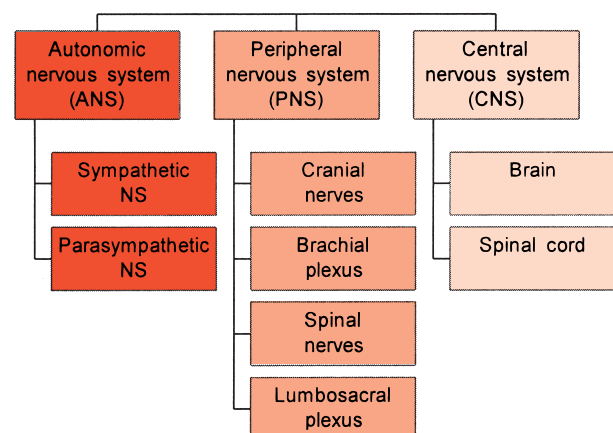 Autonomic
nervous system
(ANS)
Peripheral
nervous system
(PNS)
Central
nervous system
(CNS)
Sympathetic
NS
Parasympathetic
NS
Cranial
nerves
Brachial
plexus
Spinal
nerves
Lumbosacral
plexus
Brain
Spinal cord